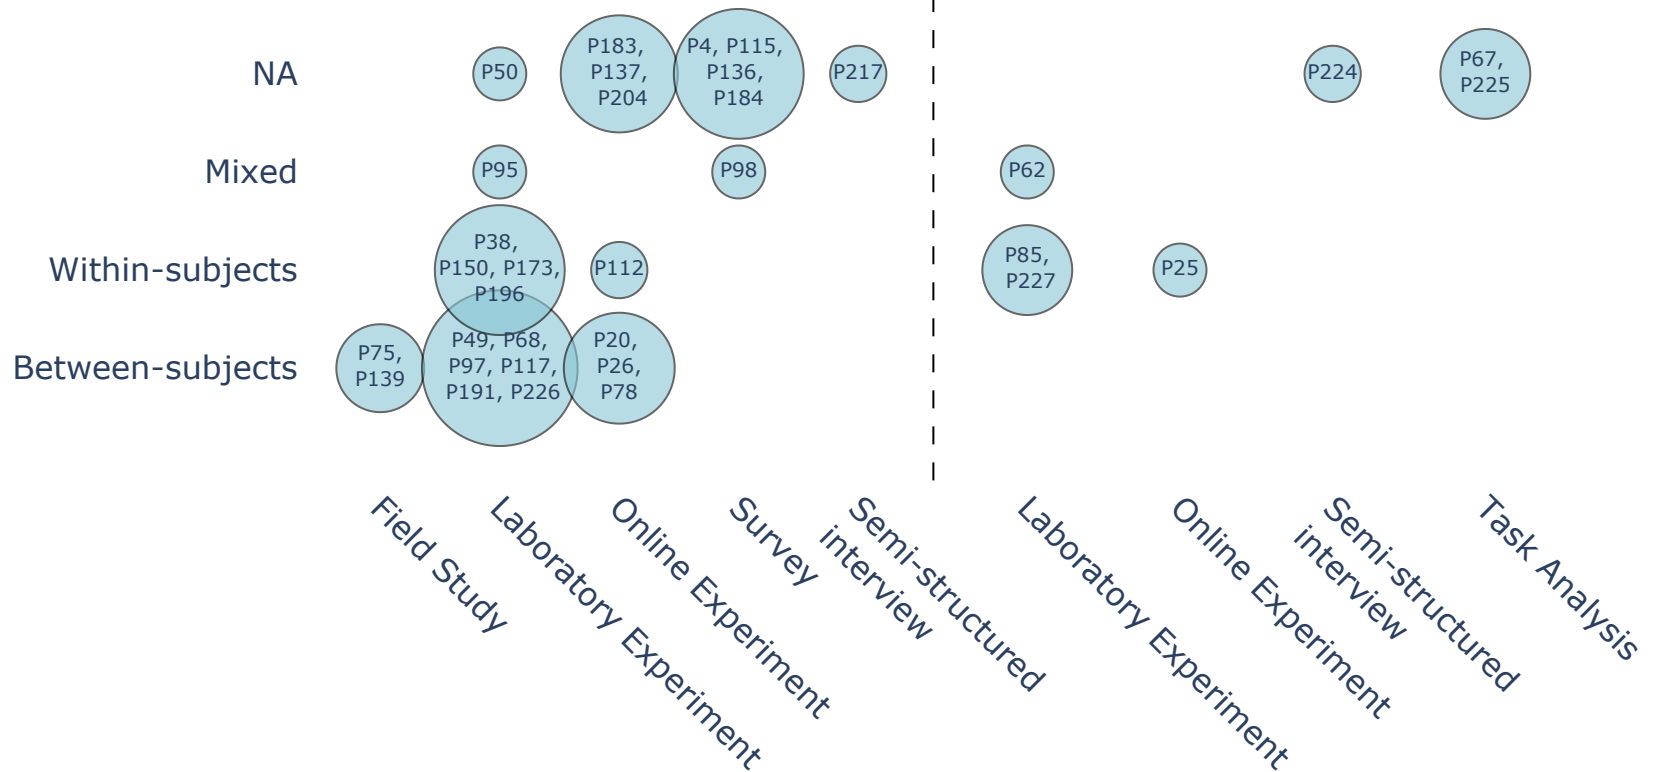 NA
P50
P183,
P137,
P204
P4, P115,
P136,
P184
P217
P224
P67,
P225
Mixed
P95
P98
P62
Within-subjects
P38,
P150, P173,
P196
P112
P85,
P227
P25
Between-subjects
P75,
P139
P49, P68,
P97, P117,
P191, P226
P20,
P26,
P78
Field Study
Laboratory Experiment
Online Experiment
Survey
Semi-structured
interview
Laboratory Experiment
Online Experiment
Semi-structured
interview
Task Analysis